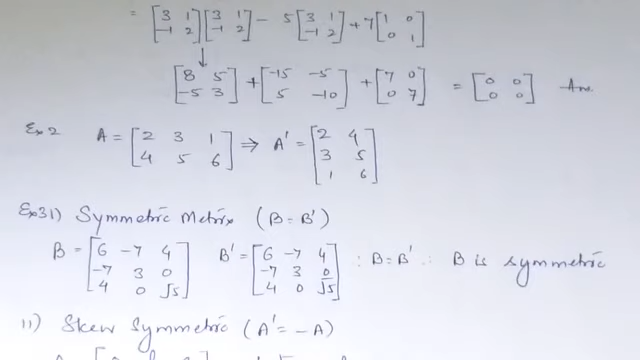 = [3 1 -1 2] [3 1 -1 2] - 5 [3 1 -1 2] + 7 [1 0 0 1]
[8 5 -5 3] + [-15 -5 5 -10] + [7 0 0 7] = [0 0 0 0] Ans
Ex 2 A = [2 3 1 4 5 6] ⇒ A' = [2 4 3 5 1 6]
Ex 3 1) Symmetric Metrix (B = B')
B = [6 -7 4 -7 3 0 4 0 √5] B' = [6 -7 4 -7 3 0 4 0 √5] : B = B' ∴ B is symmetric
11) Skew Symmetric (A' = -A)